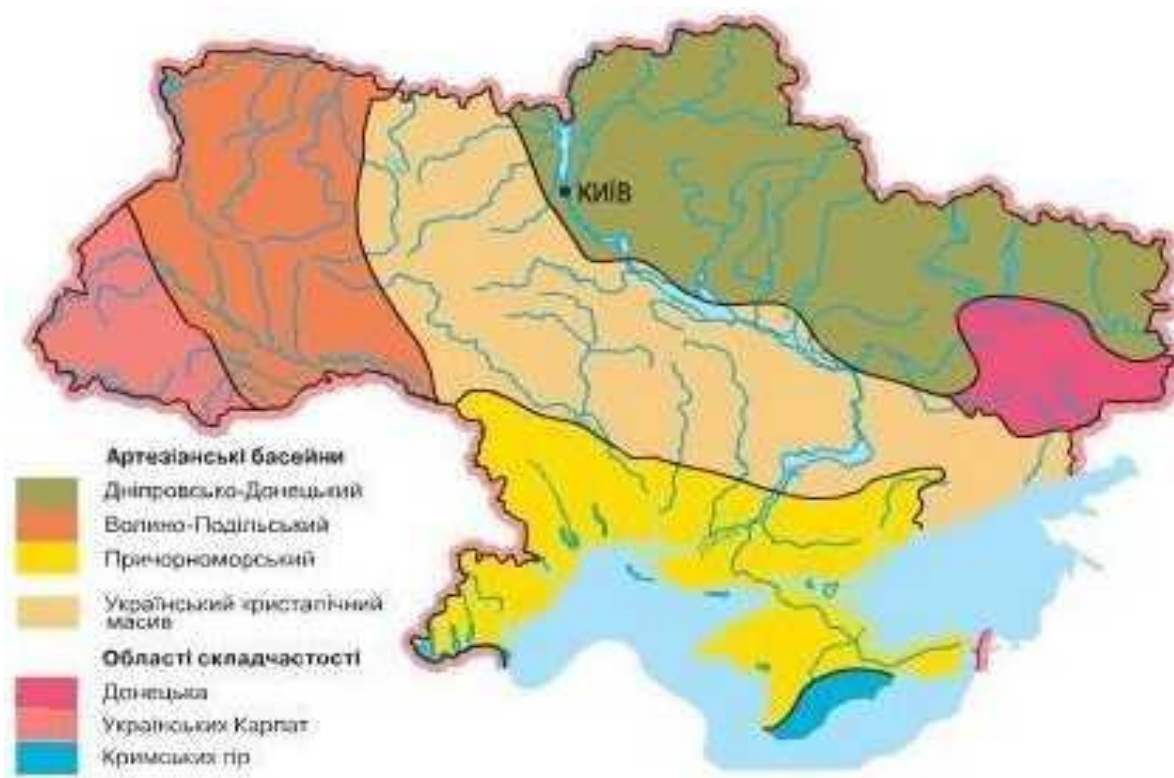 КИЇВ
Артезіанські басейни
Дніпровсько-Донецький
Волино-Подільський
Причорноморський
Український кристалічний
масив
Області складчастості
Донецька
Українських Карпат
Кримських гір